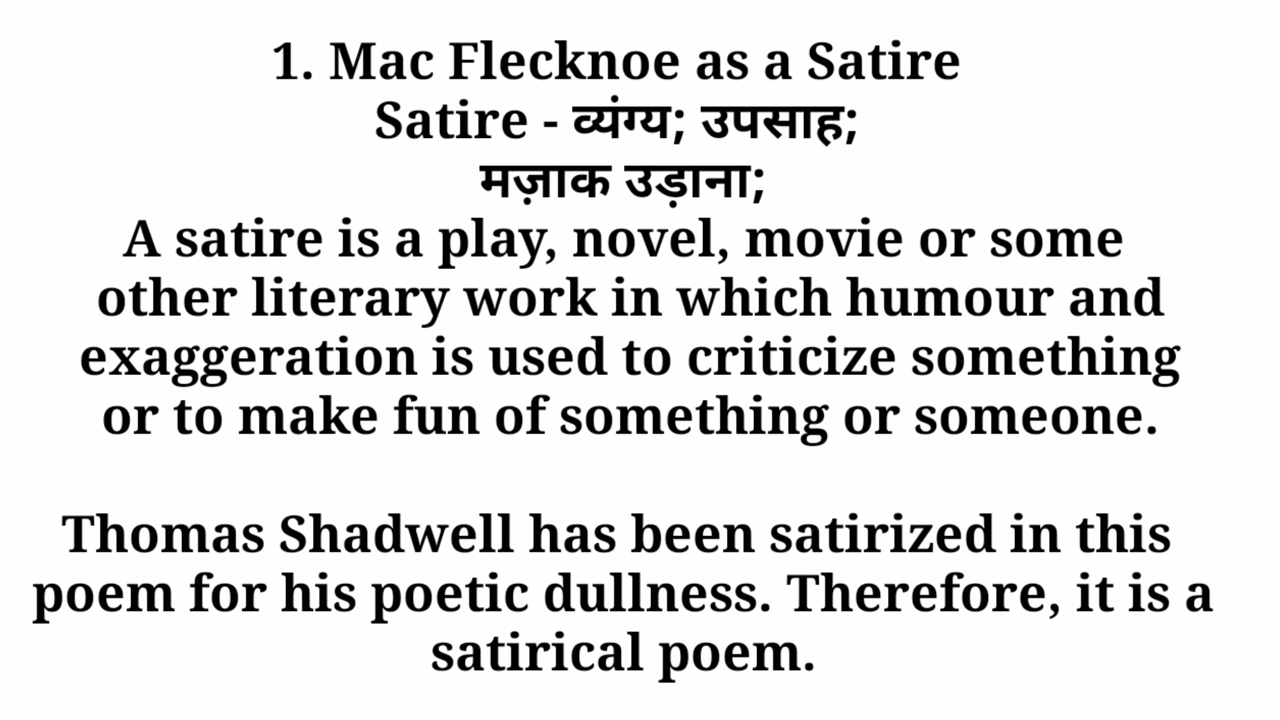 1. Mac Flecknoe as a Satire
Satire - व्यंग्य; उपसाह;
मज़ाक उड़ाना;
A satire is a play, novel, movie or some
other literary work in which humour and
exaggeration is used to criticize something
or to make fun of something or someone.
Thomas Shadwell has been satirized in this
poem for his poetic dullness. Therefore, it is a
satirical poem.